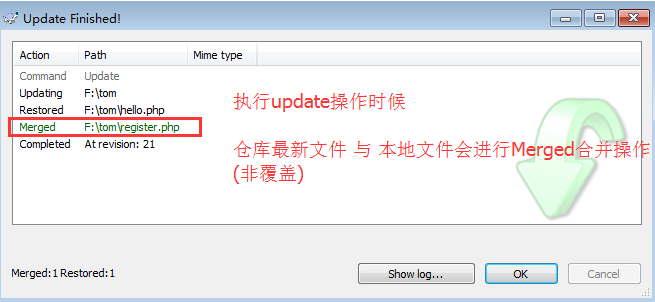 Update Finished!
Action Path Mime type
Command Update
Updating F:\tom
Restored F:\tom\hello.php
Merged F:\tom\register.php
Completed At revision: 21
执行update操作时候
仓库最新文件 与 本地文件会进行Merged合并操作
(非覆盖)
Merged:1 Restored:1
Show log...
OK
Cancel